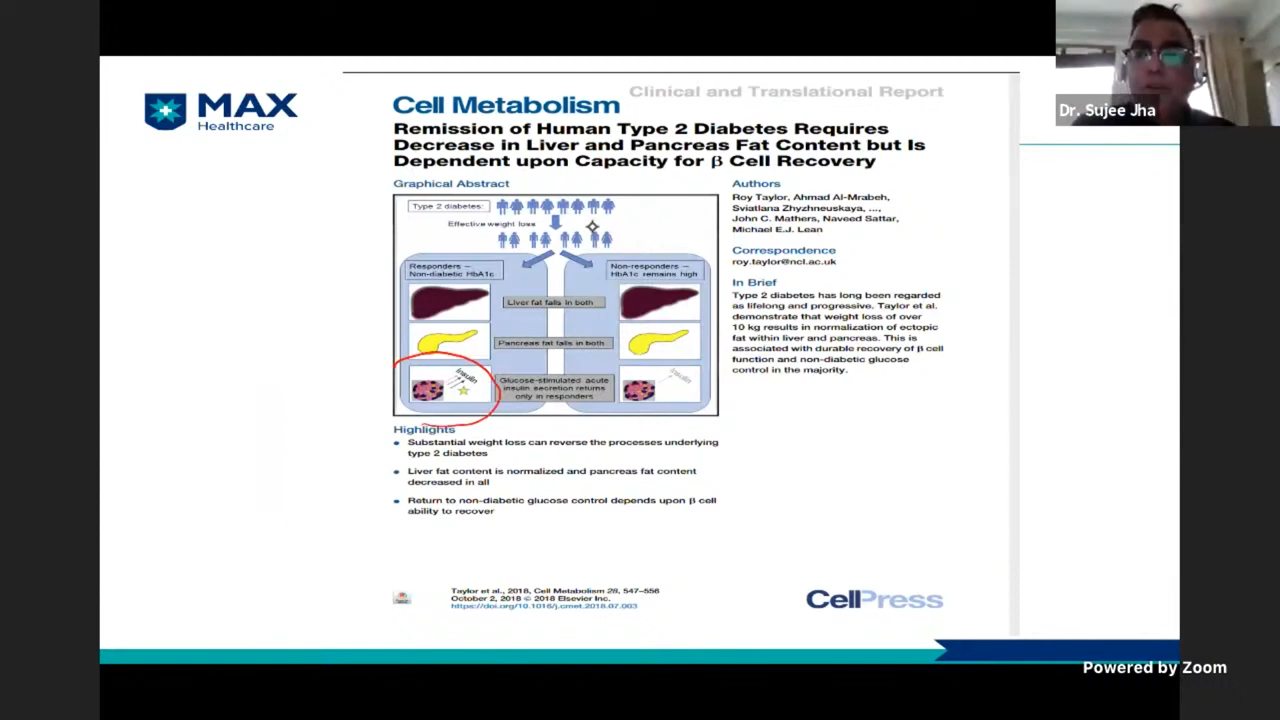 MAX
Healthcare
Clinical and Translational Report
Cell Metabolism
Remission of Human Type 2 Diabetes Requires
Decrease in Liver and Pancreas Fat Content but Is
Dependent upon Capacity for β Cell Recovery
Graphical Abstract
Type 2 diabetes:
Effective weight loss
Responders –
Non-diabetic HbA1c
Non-responders –
HbA1c remains high
Liver fat falls in both
Pancreas fat falls in both
Insulin
Glucose-stimulated acute
insulin secretion returns
only in responders
Insulin
Highlights
• Substantial weight loss can reverse the processes underlying
type 2 diabetes
• Liver fat content is normalized and pancreas fat content
decreased in all
• Return to non-diabetic glucose control depends upon β cell
ability to recover
Authors
Roy Taylor, Ahmad Al-Mrabeh,
Sviatlana Zhyzhneuskaya, ...,
John C. Mathers, Naveed Sattar,
Michael E.J. Lean
Correspondence
roy.taylor@ncl.ac.uk
In Brief
Type 2 diabetes has long been regarded
as lifelong and progressive. Taylor et al.
demonstrate that weight loss of over
10 kg results in normalization of ectopic
fat within liver and pancreas. This is
associated with durable recovery of β cell
function and non-diabetic glucose
control in the majority.
Taylor et al., 2018, Cell Metabolism 28, 547–556
October 2, 2018 © 2018 Elsevier Inc.
https://doi.org/10.1016/j.cmet.2018.07.003
CellPress
Dr. Sujee Jha
Powered by Zoom